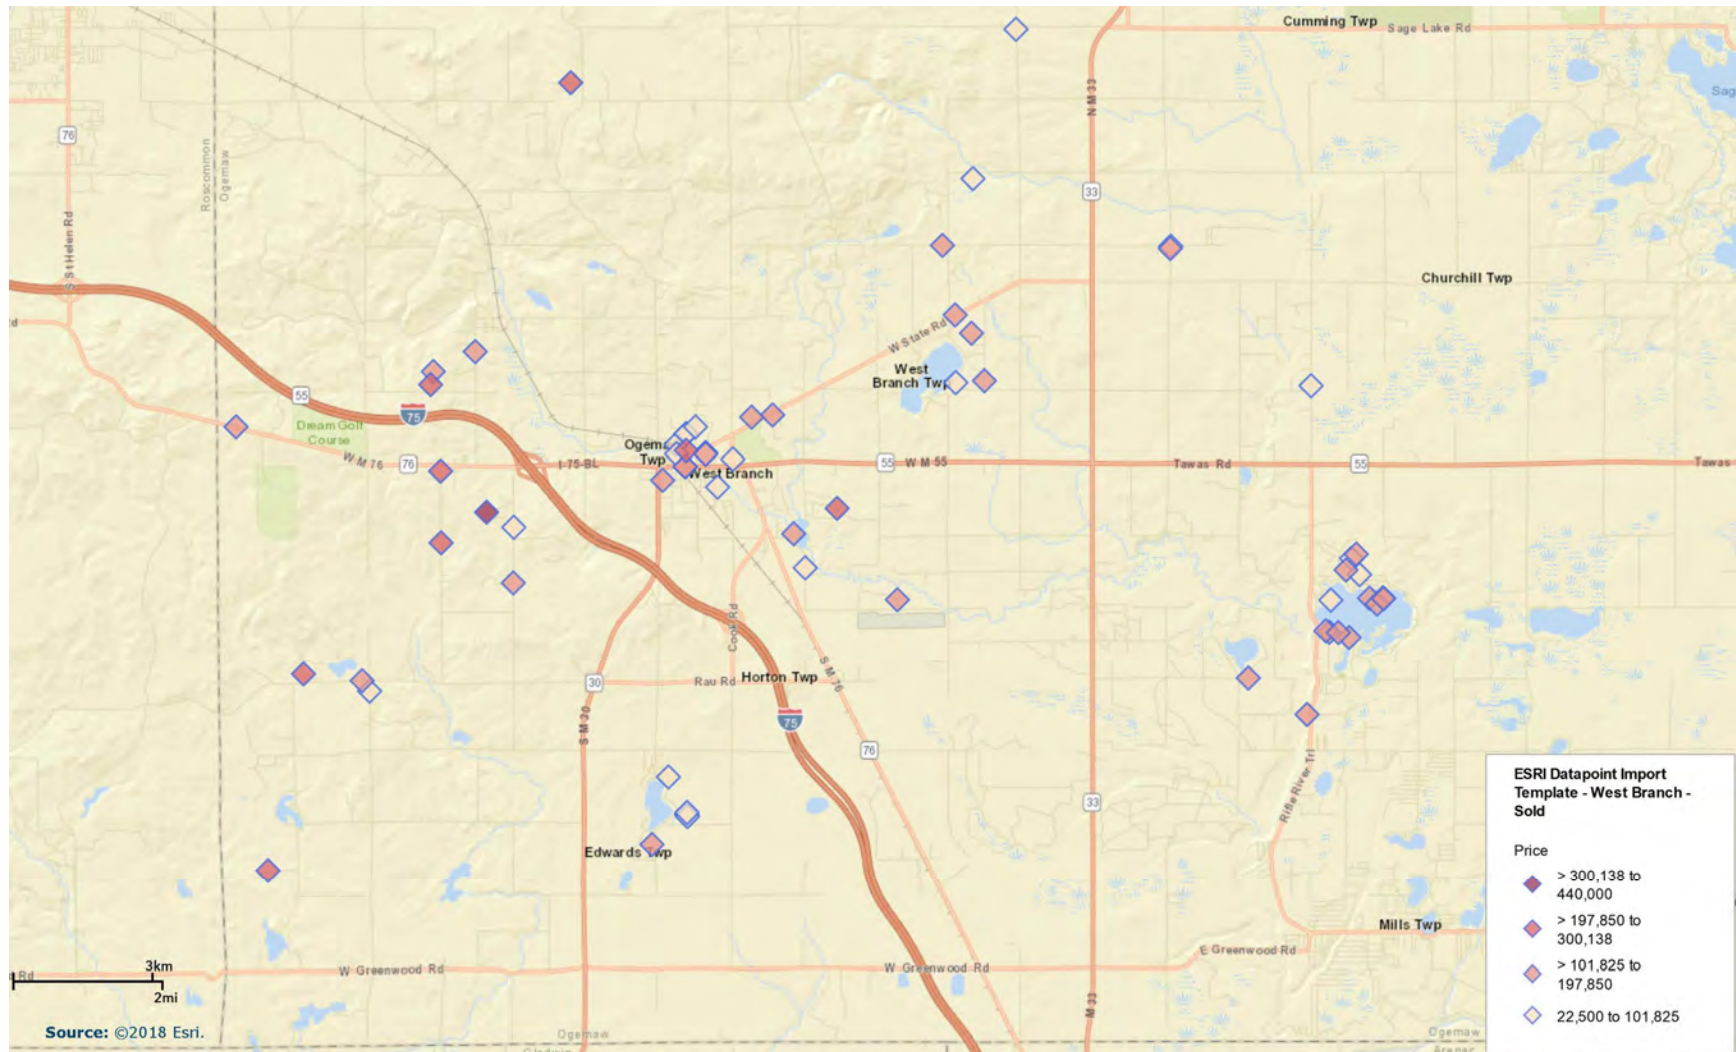 Cumming Twp
Sage Lake Rd
Sag
N M 33
76
Roscommon
Ogemaw
33
S St Helen Rd
Churchill Twp
W State Rd
West
Branch Twp
55
75
Dream Golf
Course
W M 76
76
I-75-BL
Ogem
Twp
West Branch
55
W M 55
Tawas Rd
55
Tawas
Cook Rd
S M 76
30
Rau Rd
Horton Twp
75
S M 30
76
33
Rifle River Trl
Edwards Twp
ESRI Datapoint Import
Template - West Branch -
Sold
Price
> 300,138 to
440,000
> 197,850 to
300,138
> 101,825 to
197,850
22,500 to 101,825
Mills Twp
E Greenwood Rd
W Greenwood Rd
W Greenwood Rd
Rd
3km
2mi
M 33
Source: ©2018 Esri.
Ogemaw
Ogemaw